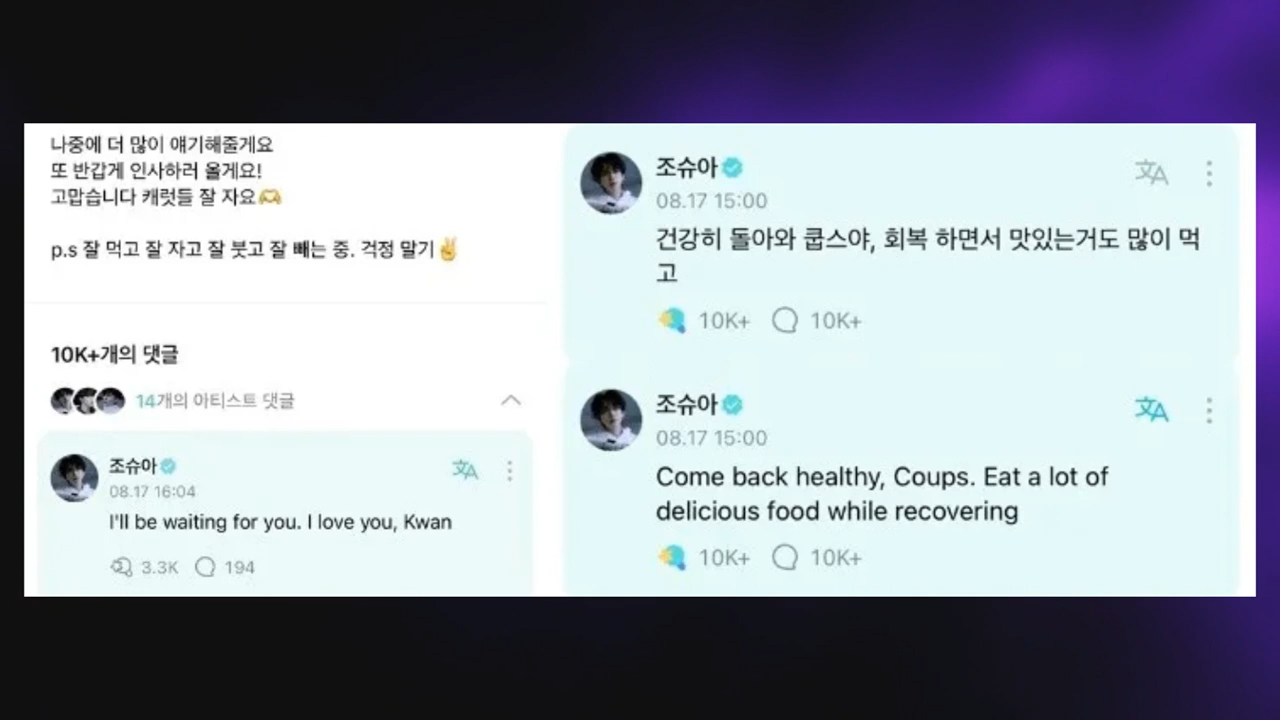 나중에 더 많이 얘기해줄게요
또 반갑게 인사하러 올게요!
고맙습니다 캐럿들 잘 자요🫶
p.s 잘 먹고 잘 자고 잘 붓고 잘 빼는 중. 걱정 말기✌️
10K+개의 댓글
14개의 아티스트 댓글
조슈아
08.17 16:04
I'll be waiting for you. I love you, Kwan
3.3K 194
조슈아
08.17 15:00
건강히 돌아와 쿱스야, 회복 하면서 맛있는거도 많이 먹
고
10K+ 10K+
조슈아
08.17 15:00
Come back healthy, Coups. Eat a lot of
delicious food while recovering
10K+ 10K+